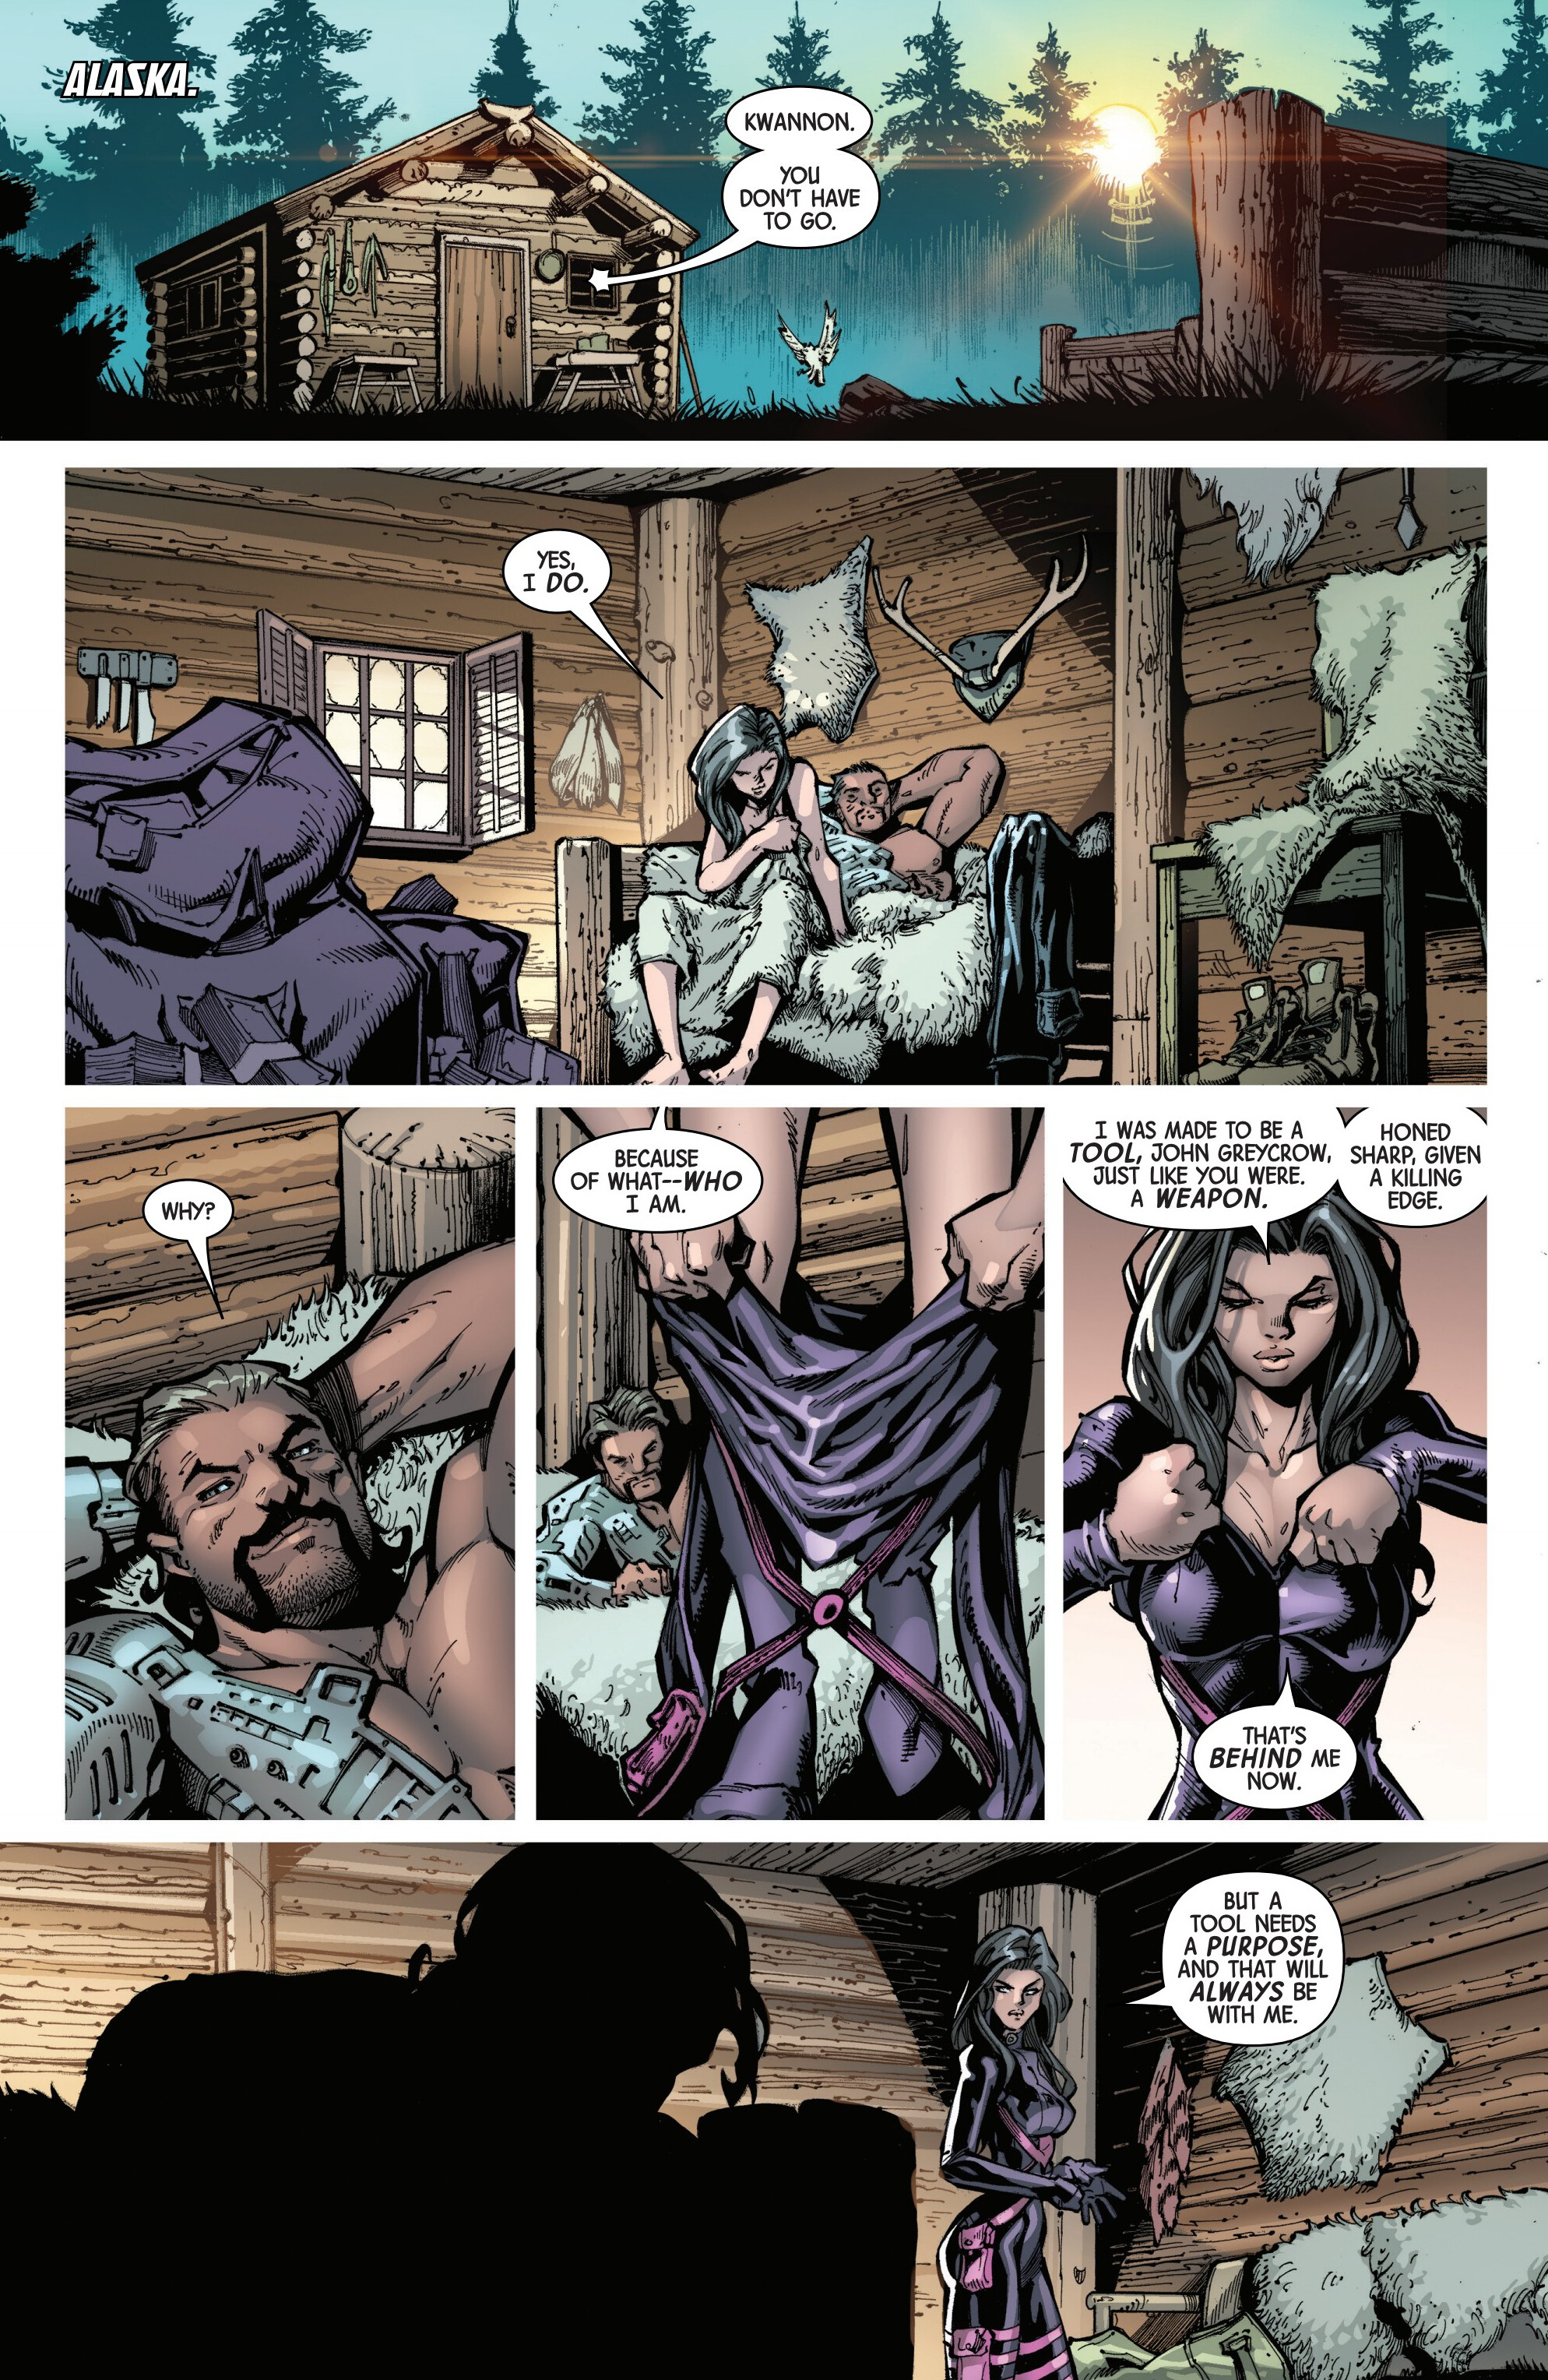 ALASKA.
KWANNON.
YOU
DON'T HAVE
TO GO.
YES,
I DO.
WHY?
BECAUSE
OF WHAT--WHO
I AM.
I WAS MADE TO BE A
TOOL, JOHN GREYCROW,
JUST LIKE YOU WERE.
A WEAPON.
HONED
SHARP, GIVEN
A KILLING
EDGE.
THAT'S
BEHIND ME
NOW.
BUT A
TOOL NEEDS
A PURPOSE,
AND THAT WILL
ALWAYS BE
WITH ME.